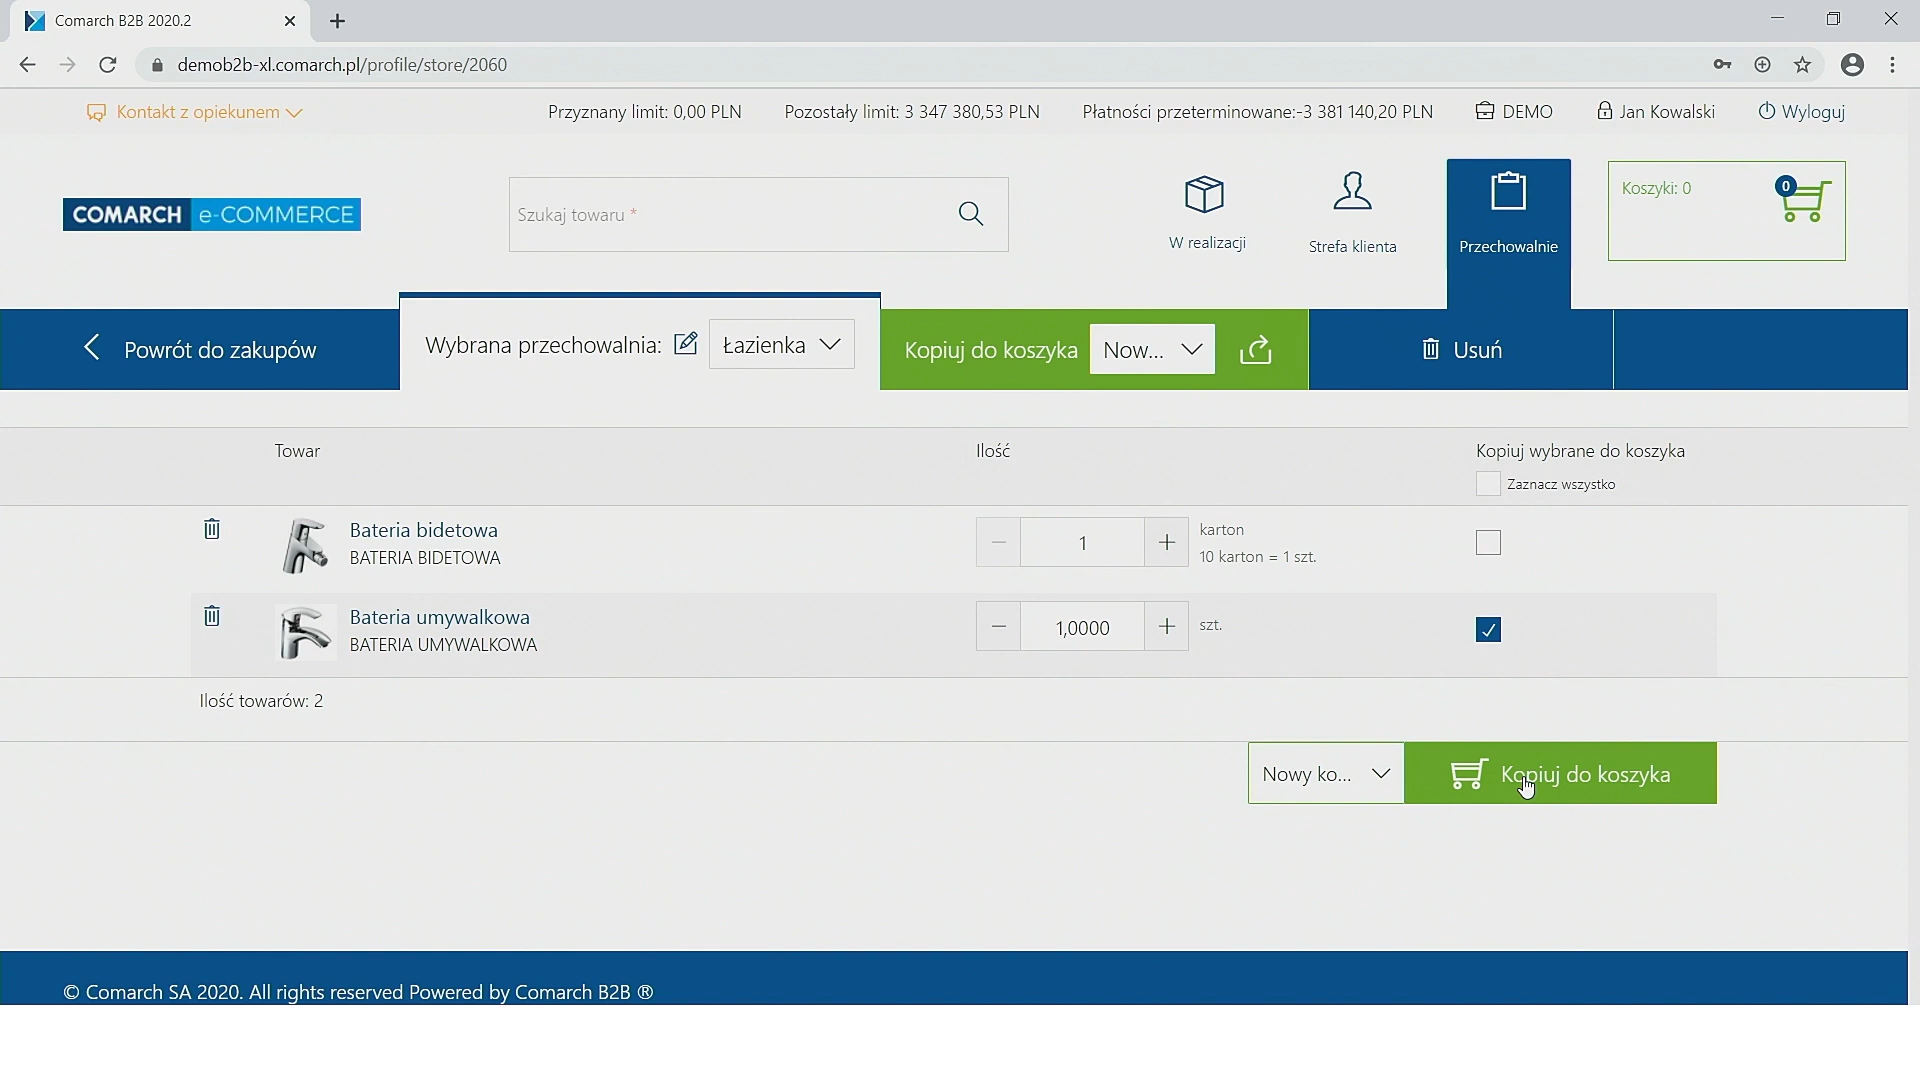 Comarch B2B 2020.2
demob2b-xl.comarch.pl/profile/store/2060
Kontakt z opiekunem
Przyznany limit: 0,00 PLN
Pozostały limit: 3 347 380,53 PLN
Płatności przeterminowane:-3 381 140,20 PLN
DEMO
Jan Kowalski
Wyloguj
COMARCH e-COMMERCE
Szukaj towaru *
W realizacji
Strefa klienta
Przechowalnie
Koszyki: 0
0
Powrót do zakupów
Wybrana przechowalnia:
Łazienka
Kopiuj do koszyka
Now...
Usuń
Towar
Ilość
Kopiuj wybrane do koszyka
Zaznacz wszystko
Bateria bidetowa
BATERIA BIDETOWA
1
karton
10 karton = 1 szt.
Bateria umywalkowa
BATERIA UMYWALKOWA
1,0000
szt.
Ilość towarów: 2
Nowy ko...
Kopiuj do koszyka
© Comarch SA 2020. All rights reserved Powered by Comarch B2B ®